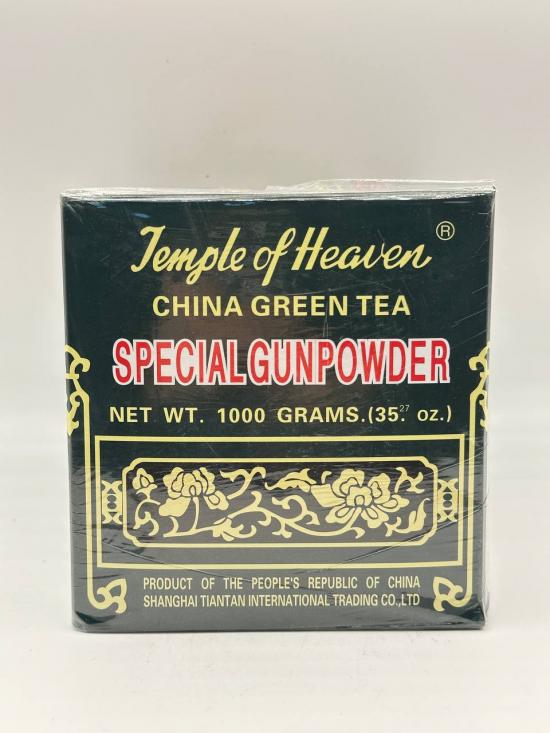 Temple of Heaven ®
CHINA GREEN TEA
SPECIAL GUNPOWDER
NET WT. 1000 GRAMS.(35.27 oz.)
PRODUCT OF THE PEOPLE'S REPUBLIC OF CHINA
SHANGHAI TIANTAN INTERNATIONAL TRADING CO.,LTD